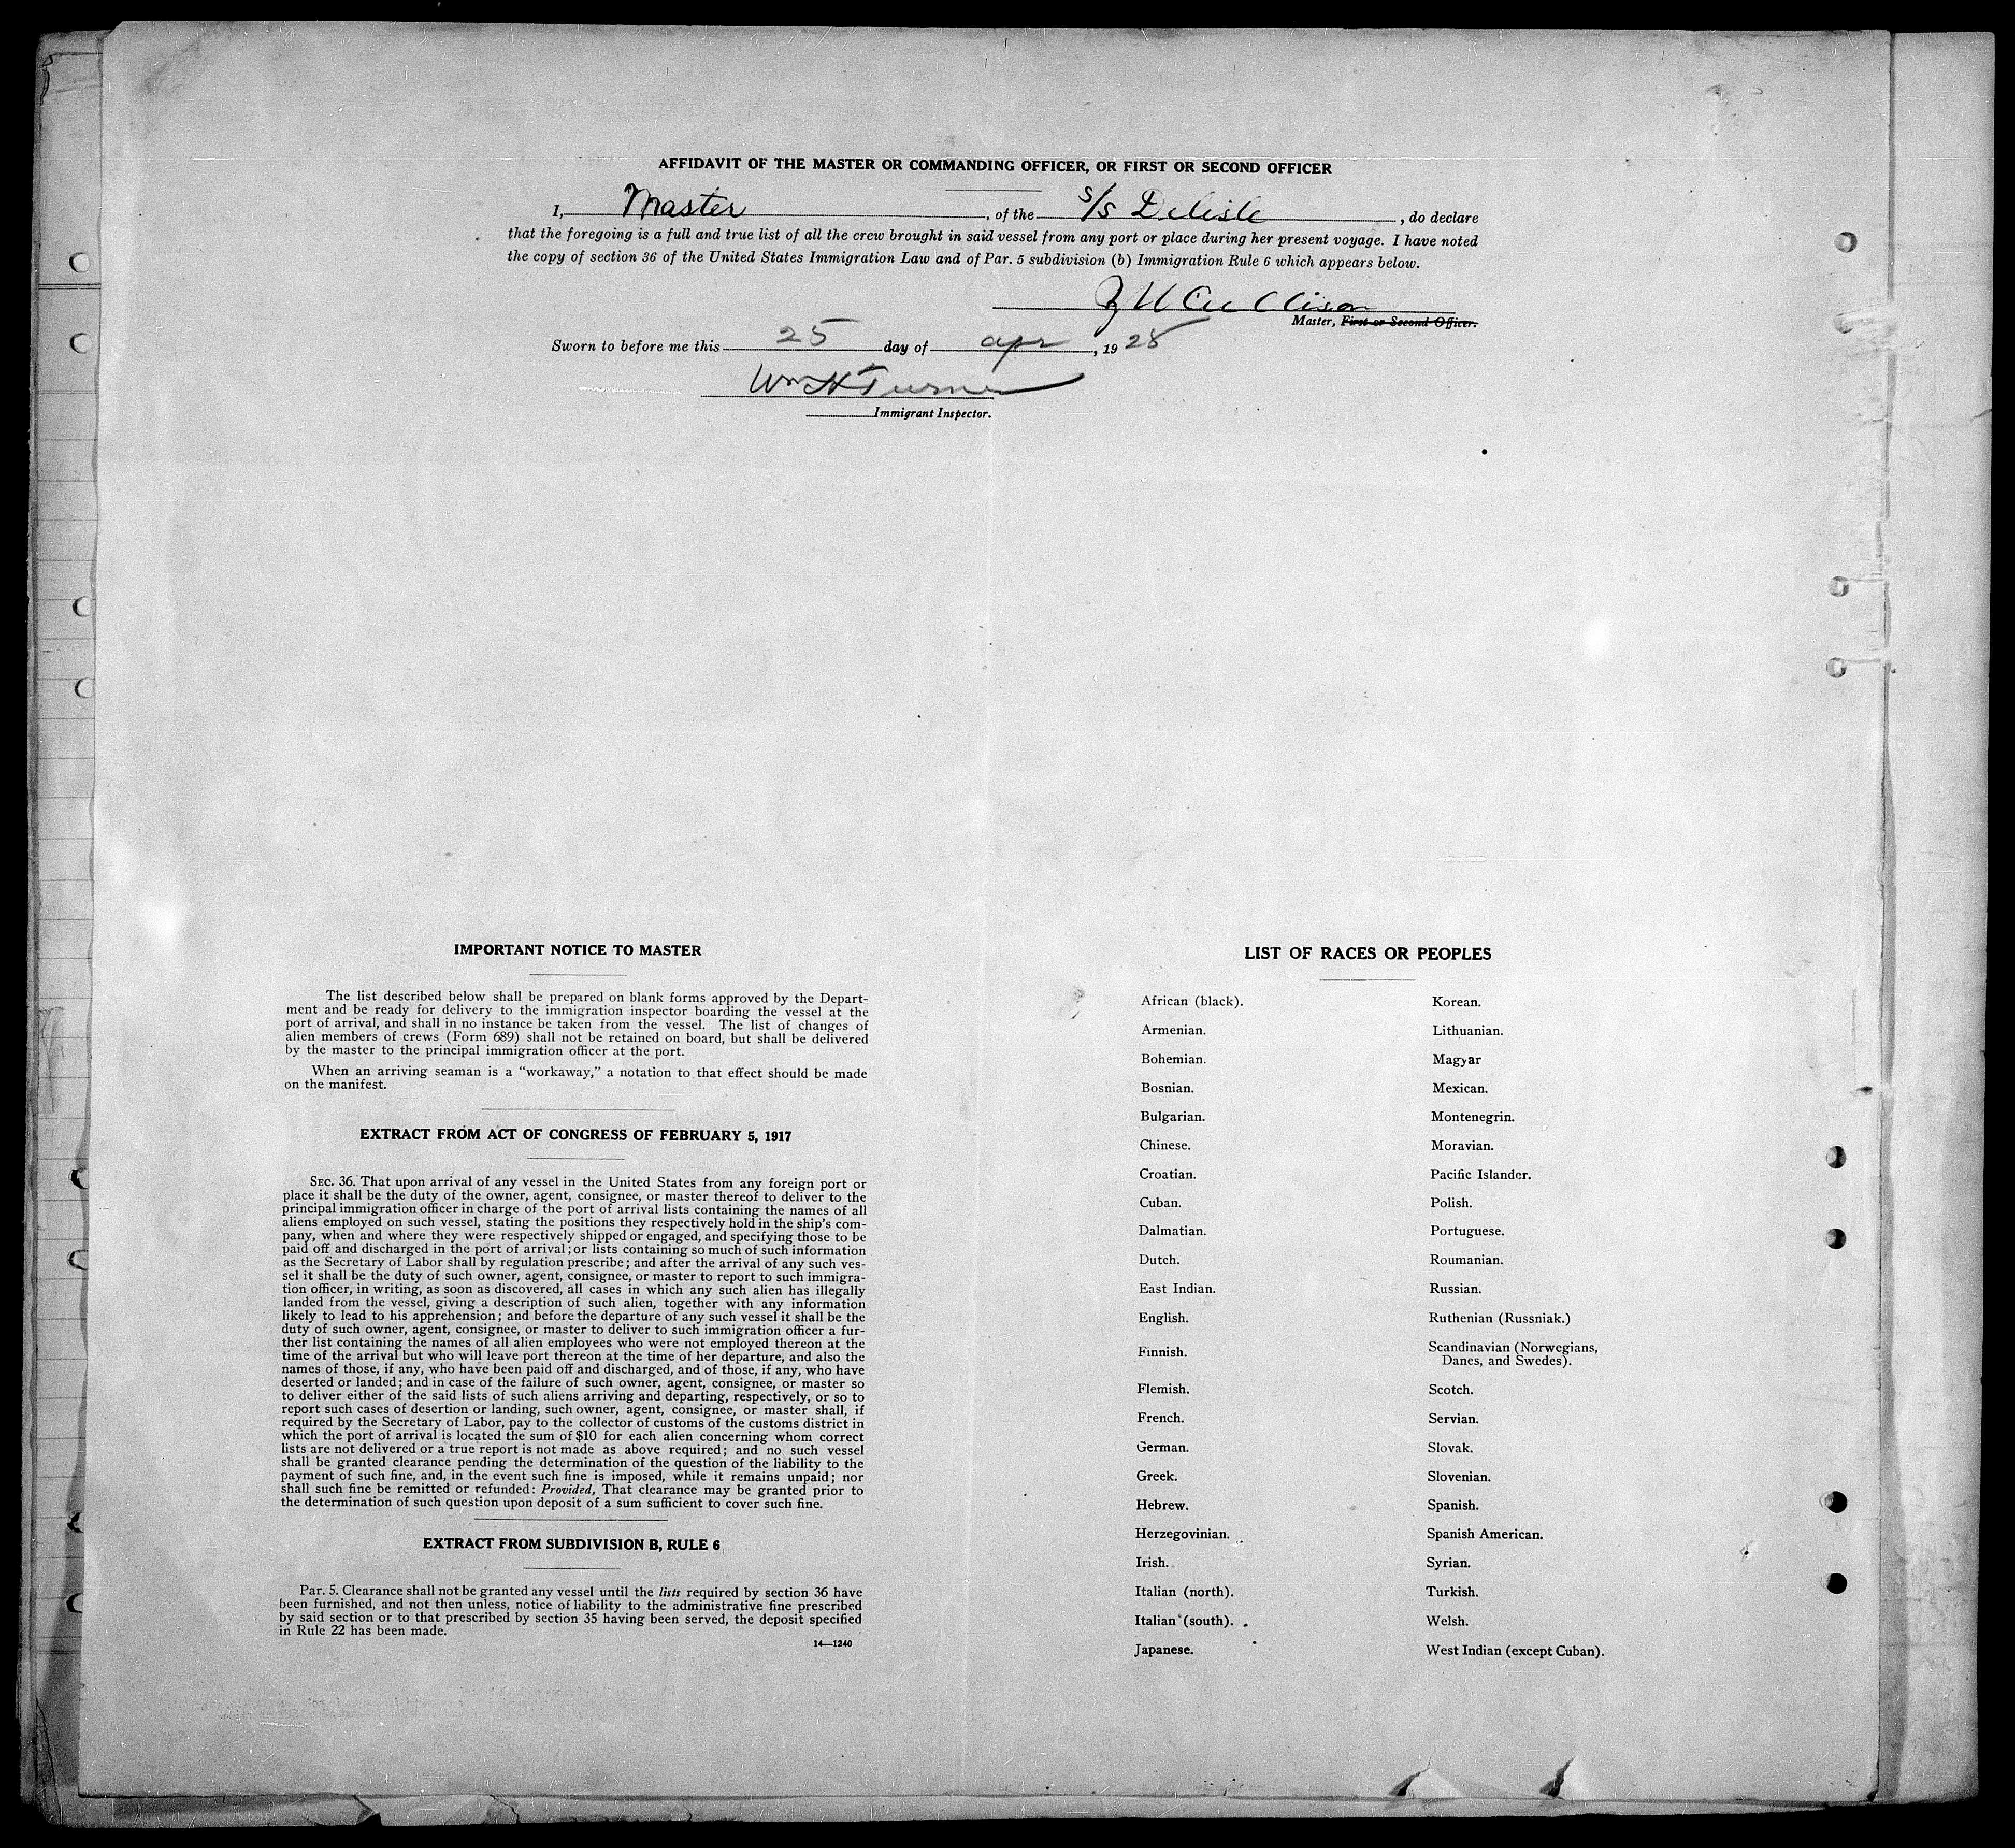 AFFIDAVIT OF THE MASTER OR COMMANDING OFFICER, OR FIRST OR SECOND OFFICER
I, Master, of the S/S Delisle, do declare
that the foregoing is a full and true list of all the crew brought in said vessel from any port or place during her present voyage. I have noted
the copy of section 36 of the United States Immigration Law and of Par. 5 subdivision (b) Immigration Rule 6 which appears below.
Master, First or Second Officer.
Sworn to before me this 25 day of apr, 1928
Wm H Turner
Immigrant Inspector.
IMPORTANT NOTICE TO MASTER
The list described below shall be prepared on blank forms approved by the Depart-
ment and be ready for delivery to the immigration inspector boarding the vessel at the
port of arrival, and shall in no instance be taken from the vessel. The list of changes of
alien members of crews (Form 689) shall not be retained on board, but shall be delivered
by the master to the principal immigration officer at the port.
When an arriving seaman is a "workaway," a notation to that effect should be made
on the manifest.
EXTRACT FROM ACT OF CONGRESS OF FEBRUARY 5, 1917
SEC. 36. That upon arrival of any vessel in the United States from any foreign port or
place it shall be the duty of the owner, agent, consignee, or master thereof to deliver to the
principal immigration officer in charge of the port of arrival lists containing the names of all
aliens employed on such vessel, stating the positions they respectively hold in the ship's com-
pany, when and where they were respectively shipped or engaged, and specifying those to be
paid off and discharged in the port of arrival; or lists containing so much of such information
as the Secretary of Labor shall by regulation prescribe; and after the arrival of any such ves-
sel it shall be the duty of such owner, agent, consignee, or master to report to such immigra-
tion officer, in writing, as soon as discovered, all cases in which any such alien has illegally
landed from the vessel, giving a description of such alien, together with any information
likely to lead to his apprehension; and before the departure of any such vessel it shall be the
duty of such owner, agent, consignee, or master to deliver to such immigration officer a fur-
ther list containing the names of all alien employees who were not employed thereon at the
time of the arrival but who will leave port thereon at the time of her departure, and also the
names of those, if any, who have been paid off and discharged, and of those, if any, who have
deserted or landed; and in case of the failure of such owner, agent, consignee, or master so
to deliver either of the said lists of such aliens arriving and departing, respectively, or so to
report such cases of desertion or landing, such owner, agent, consignee, or master shall, if
required by the Secretary of Labor, pay to the collector of customs of the customs district in
which the port of arrival is located the sum of $10 for each alien concerning whom correct
lists are not delivered or a true report is not made as above required; and no such vessel
shall be granted clearance pending the determination of the question of the liability to the
payment of such fine, and, in the event such fine is imposed, while it remains unpaid; nor
shall such fine be remitted or refunded: Provided, That clearance may be granted prior to
the determination of such question upon deposit of a sum sufficient to cover such fine.
EXTRACT FROM SUBDIVISION B, RULE 6
Par. 5. Clearance shall not be granted any vessel until the lists required by section 36 have
been furnished, and not then unless, notice of liability to the administrative fine prescribed
by said section or to that prescribed by section 35 having been served, the deposit specified
in Rule 22 has been made.
14—1240
LIST OF RACES OR PEOPLES
African (black).
Armenian.
Bohemian.
Bosnian.
Bulgarian.
Chinese.
Croatian.
Cuban.
Dalmatian.
Dutch.
East Indian.
English.
Finnish.
Flemish.
French.
German.
Greek.
Hebrew.
Herzegovinian.
Irish.
Italian (north).
Italian (south).
Japanese.
Korean.
Lithuanian.
Magyar
Mexican.
Montenegrin.
Moravian.
Pacific Islander.
Polish.
Portuguese.
Roumanian.
Russian.
Ruthenian (Russniak.)
Scandinavian (Norwegians,
Danes, and Swedes).
Scotch.
Servian.
Slovak.
Slovenian.
Spanish.
Spanish American.
Syrian.
Turkish.
Welsh.
West Indian (except Cuban).